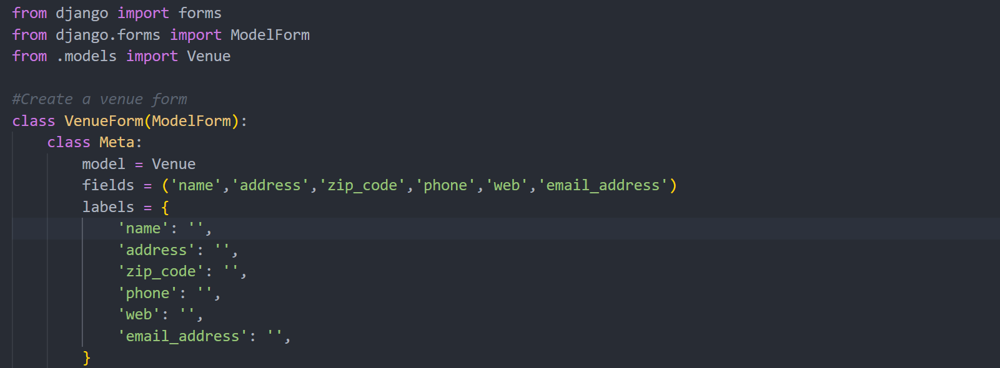 from django import forms
from django.forms import ModelForm
from .models import Venue
#Create a venue form
class VenueForm(ModelForm):
class Meta:
model = Venue
fields = ('name','address','zip_code','phone','web','email_address')
labels = {
'name': '',
'address': '',
'zip_code': '',
'phone': '',
'web': '',
'email_address': '',
}